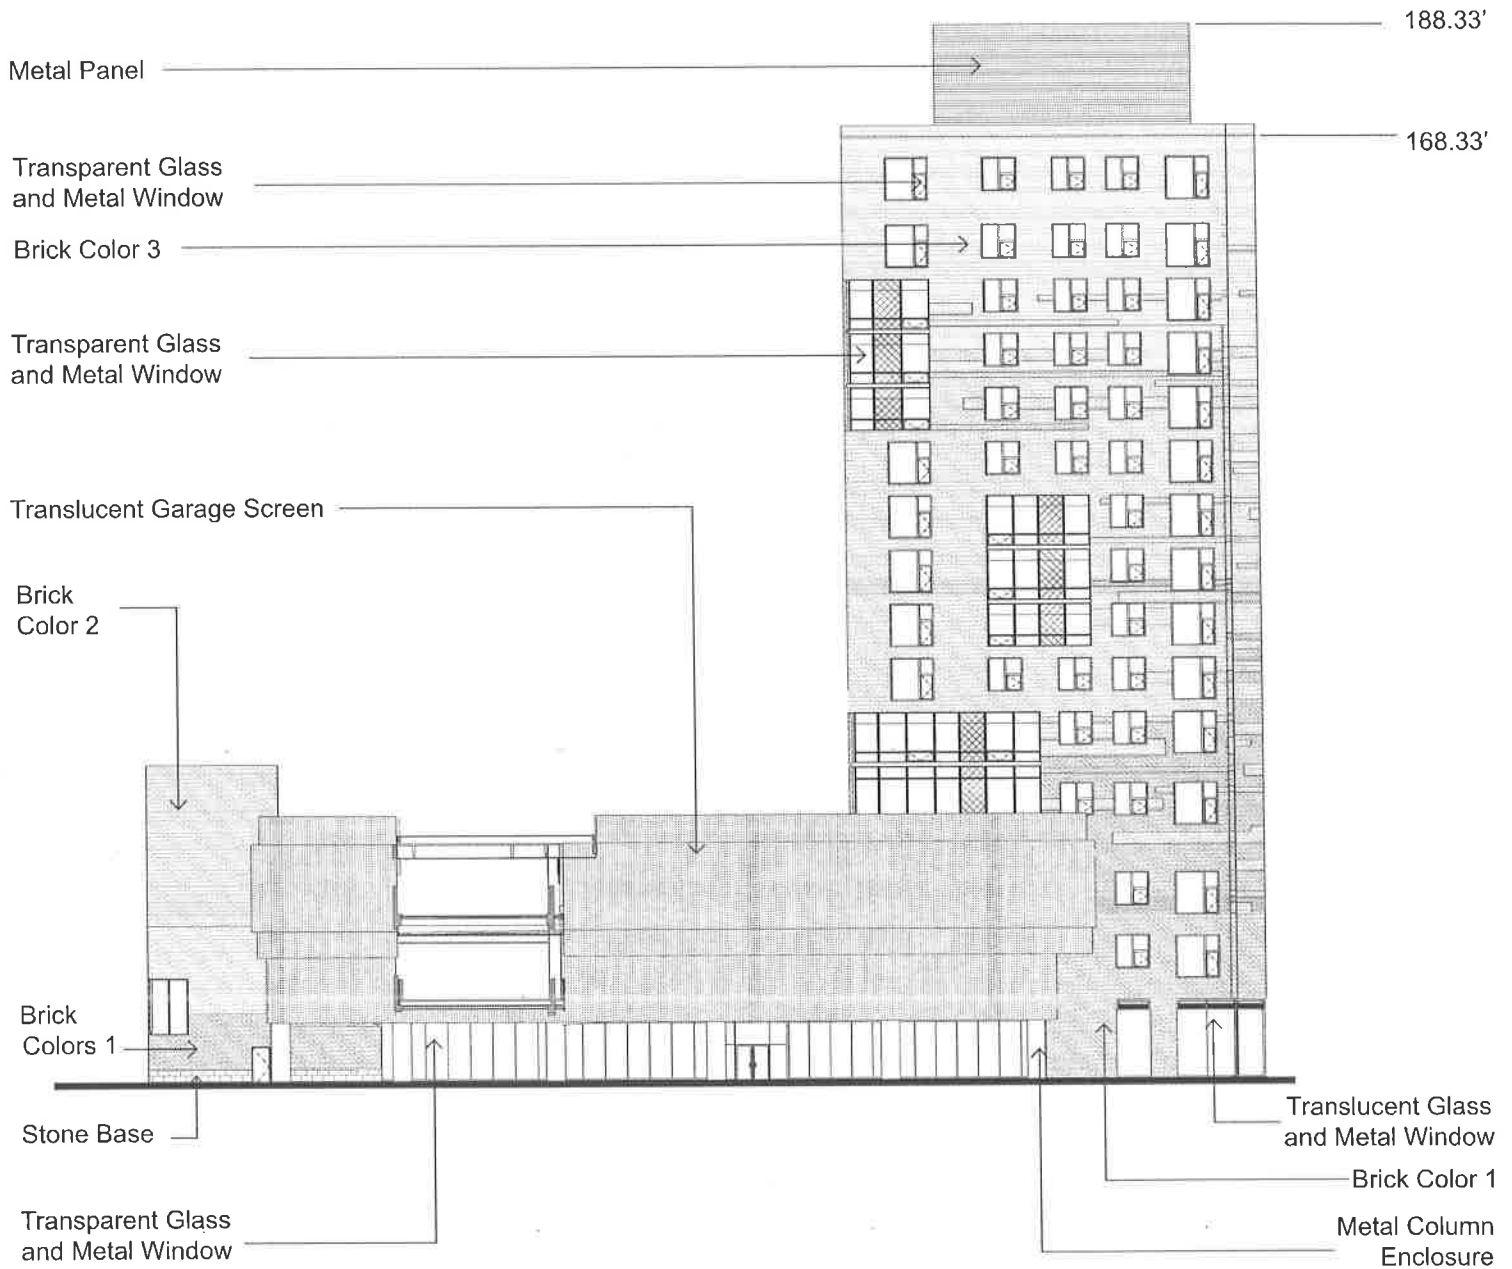 188.33'
Metal Panel
168.33'
Transparent Glass
and Metal Window
Brick Color 3
Transparent Glass
and Metal Window
Translucent Garage Screen
Brick
Color 2
Brick
Colors 1
Stone Base
Translucent Glass
and Metal Window
Brick Color 1
Transparent Glass
and Metal Window
Metal Column
Enclosure